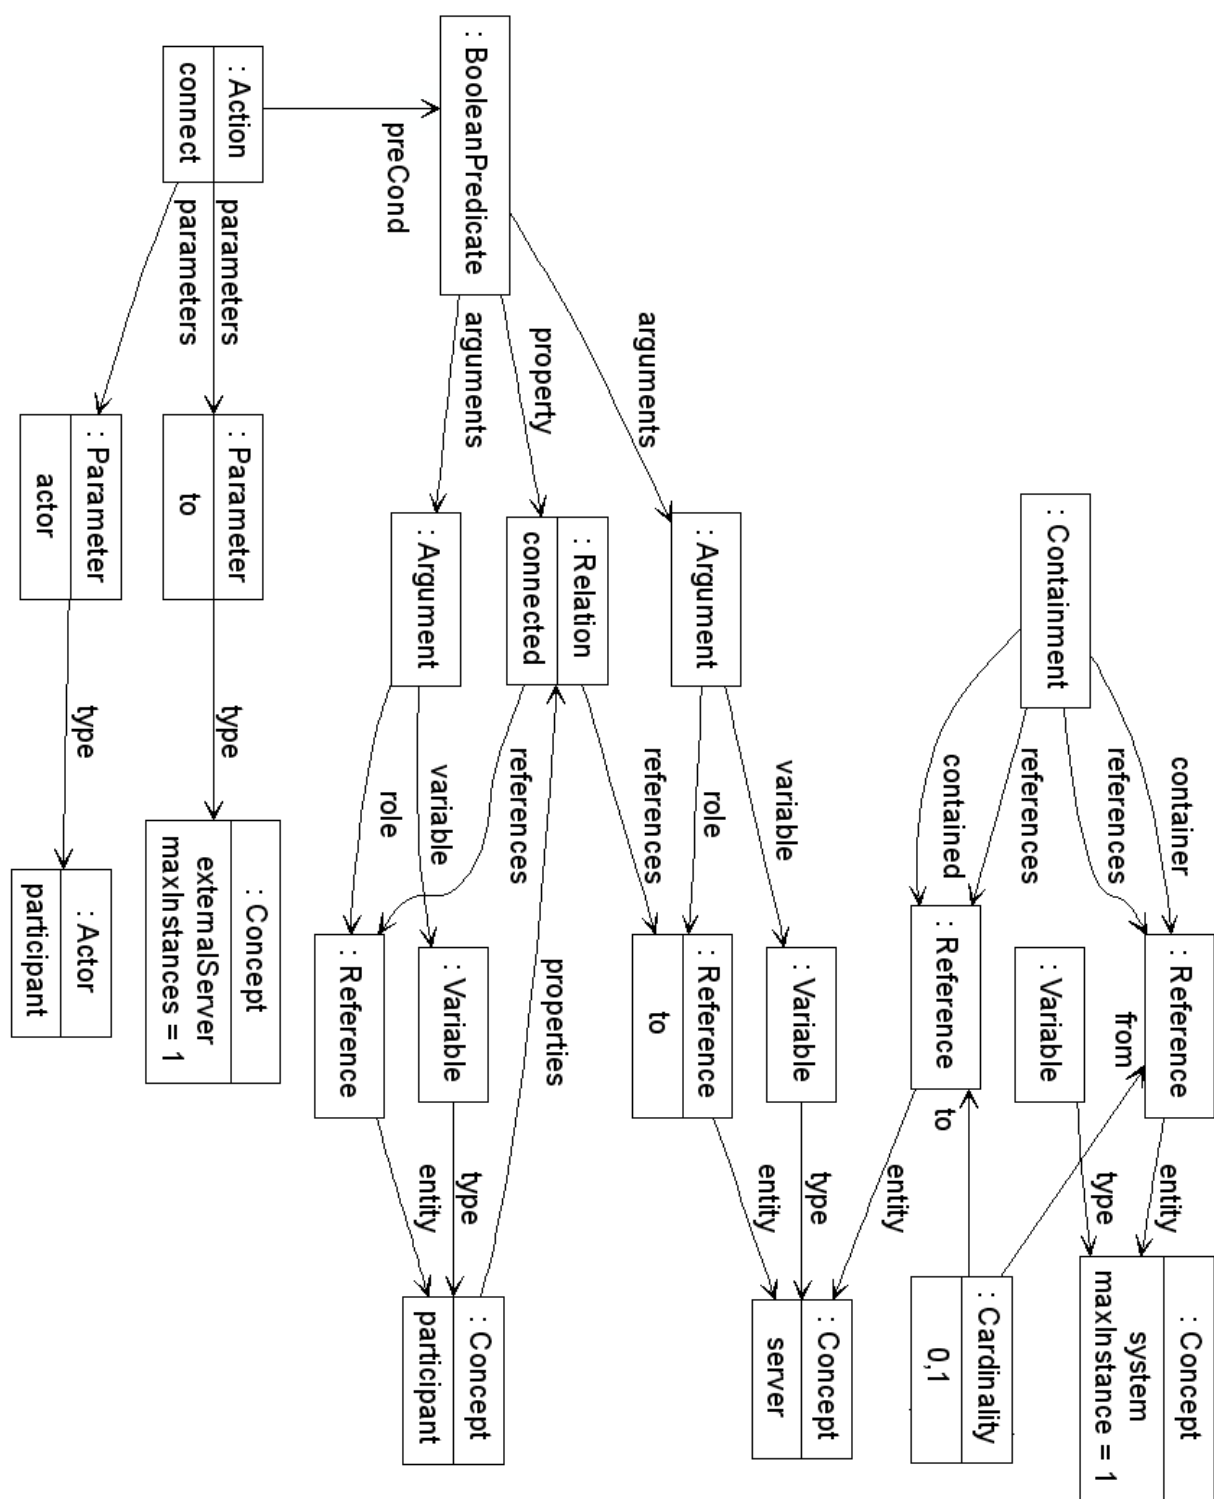 : Action
connect
preCond
: BooleanPredicate
parameters
parameters
: Parameter
actor
: Parameter
to
type
type
: Actor
participant
: Concept
externalServer
maxInstances = 1
arguments
property
arguments
: Argument
: Relation
connected
: Argument
role
variable
references
references
role
variable
: Reference
: Variable
properties
: Reference
to
: Variable
entity
type
entity
type
: Concept
participant
: Concept
server
: Containment
contained
references
references
container
: Reference
: Variable
: Reference
from
to
entity
type
entity
: Cardinality
0,1
: Concept
system
maxInstance = 1